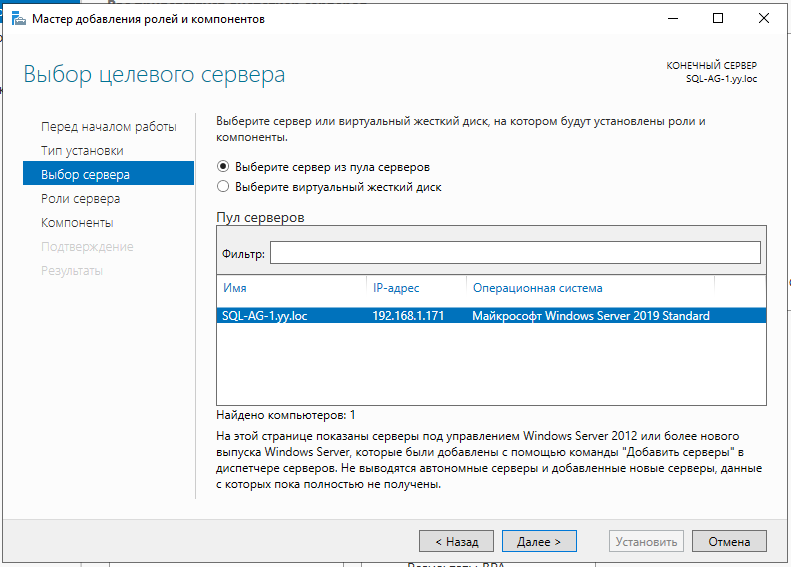 Мастер добавления ролей и компонентов
Выбор целевого сервера
КОНЕЧНЫЙ СЕРВЕР
SQL-AG-1.yy.loc
Перед началом работы
Тип установки
Выбор сервера
Роли сервера
Компоненты
Подтверждение
Результаты
Выберите сервер или виртуальный жесткий диск, на котором будут установлены роли и
компоненты.
Выберите сервер из пула серверов
Выберите виртуальный жесткий диск
Пул серверов
Фильтр:
Имя IP-адрес Операционная система
SQL-AG-1.yy.loc 192.168.1.171 Майкрософт Windows Server 2019 Standard
Найдено компьютеров: 1
На этой странице показаны серверы под управлением Windows Server 2012 или более нового
выпуска Windows Server, которые были добавлены с помощью команды "Добавить серверы" в
диспетчере серверов. Не выводятся автономные серверы и добавленные новые серверы, данные
с которых пока полностью не получены.
< Назад Далее > Установить Отмена